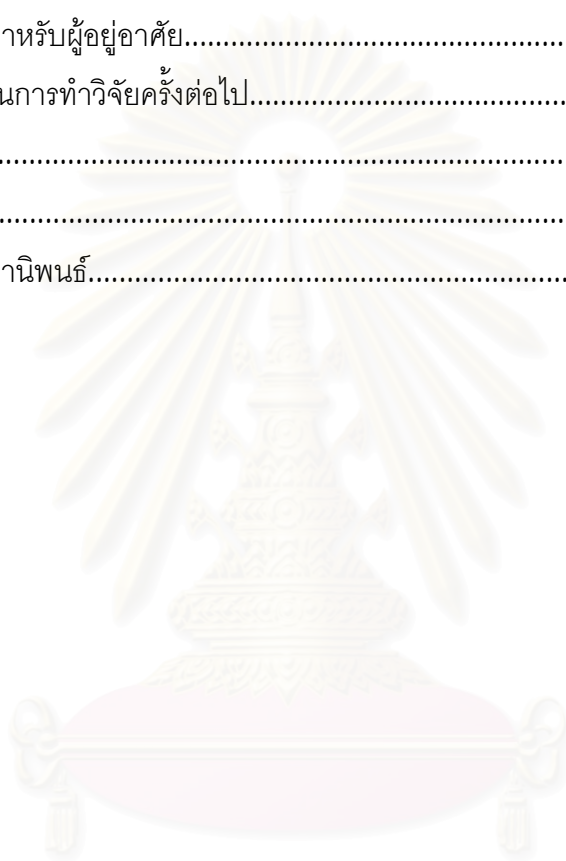 าหรับผู้อยู่อาศัย..................................................
นการทำวิจัยครั้งต่อไป..........................................
..........................................................................
..........................................................................
านิพนธ์..............................................................